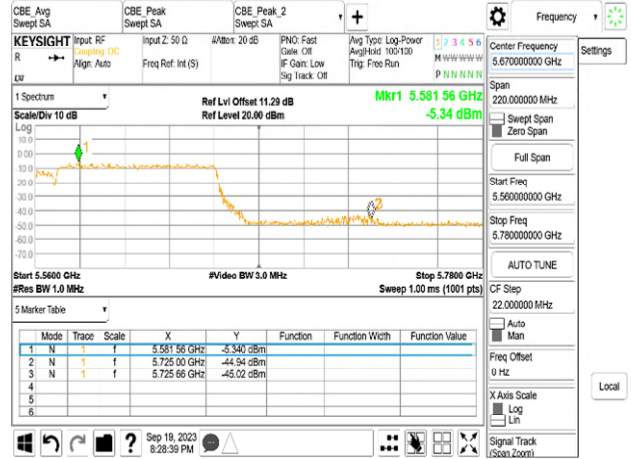 CBE_Avg
Swept SA
CBE_Peak
Swept SA
CBE_Peak_2
Swept SA
Frequency
KEYSIGHT
R
LXI
Input: RF
Coupling: DC
Align: Auto
Input Z: 50 Ω
Freq Ref: Int (S)
#Atten: 20 dB
PNO: Fast
Gate: Off
IF Gain: Low
Sig Track: Off
Avg Type: Log-Power
Avg|Hold: 100/100
Trig: Free Run
1 2 3 4 5 6
M W W W W W
P N N N N N
1 Spectrum
Scale/Div 10 dB
Ref Lvl Offset 11.29 dB
Ref Level 20.00 dBm
Mkr1 5.581 56 GHz
-5.34 dBm
Log
10.0
0.00
-10.0
-20.0
-30.0
-40.0
-50.0
-60.0
-70.0
1
2
Start 5.5600 GHz
#Res BW 1.0 MHz
#Video BW 3.0 MHz
Stop 5.7800 GHz
Sweep 1.00 ms (1001 pts)
5 Marker Table
Mode Trace Scale X Y Function Function Width Function Value
1 N 1 f 5.581 56 GHz -5.340 dBm
2 N 1 f 5.725 00 GHz -44.94 dBm
3 N 1 f 5.725 66 GHz -45.02 dBm
4
5
6
?
Sep 19, 2023
8:28:39 PM
Center Frequency
5.670000000 GHz
Settings
Span
220.000000 MHz
Swept Span
Zero Span
Full Span
Start Freq
5.560000000 GHz
Stop Freq
5.780000000 GHz
AUTO TUNE
CF Step
22.000000 MHz
Auto
Man
Freq Offset
0 Hz
X Axis Scale
Log
Lin
Local
Signal Track
(Span Zoom)